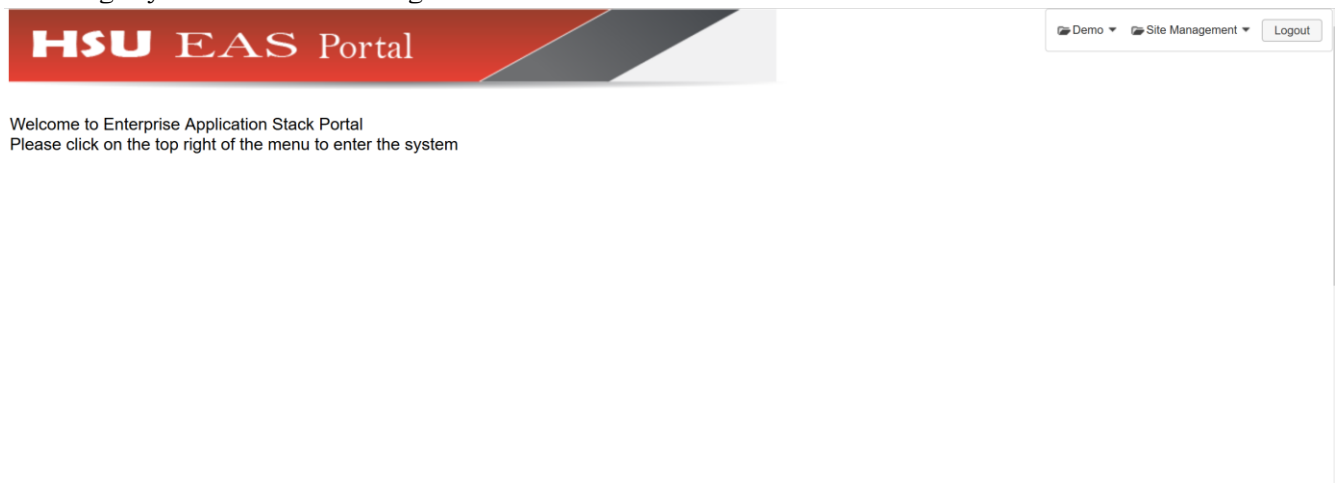 HSU EAS Portal
Demo Site Management Logout
Welcome to Enterprise Application Stack Portal
Please click on the top right of the menu to enter the system